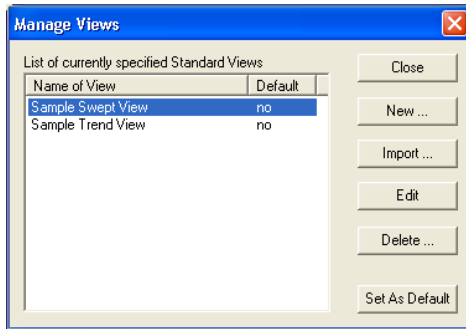 Manage Views
List of currently specified Standard Views
Name of View Default
Sample Swept View no
Sample Trend View no
Close
New ...
Import ...
Edit
Delete ...
Set As Default